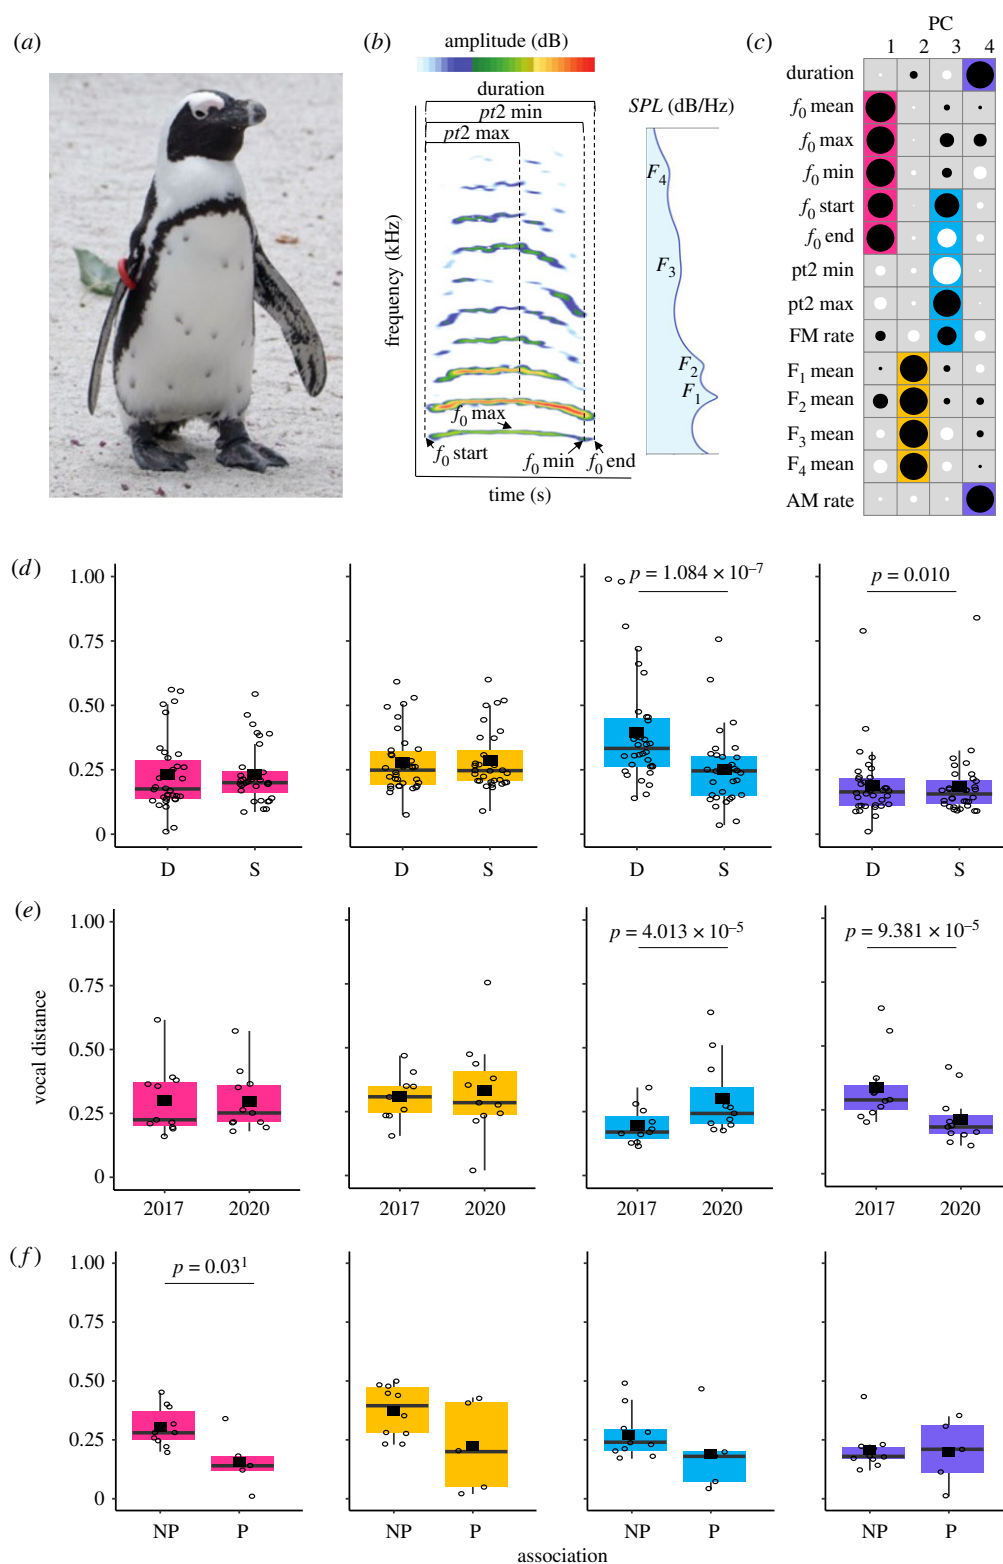 (a)
(b)
amplitude (dB)
duration
pt2 min
pt2 max
frequency (kHz)
f0 max
f0 start
f0 min
f0 end
time (s)
SPL (dB/Hz)
F4
F3
F2
F1
(c)
PC
1 2 3 4
duration
f0 mean
f0 max
f0 min
f0 start
f0 end
pt2 min
pt2 max
FM rate
F1 mean
F2 mean
F3 mean
F4 mean
AM rate
(d)
1.00
0.75
0.50
0.25
0
p = 1.084 × 10–7
p = 0.010
D S D S D S D S
(e)
vocal distance
1.00
0.75
0.50
0.25
0
p = 4.013 × 10–5
p = 9.381 × 10–5
2017 2020 2017 2020 2017 2020 2017 2020
(f)
1.00
0.75
0.50
0.25
0
p = 0.031
NP P NP P NP P NP P
association